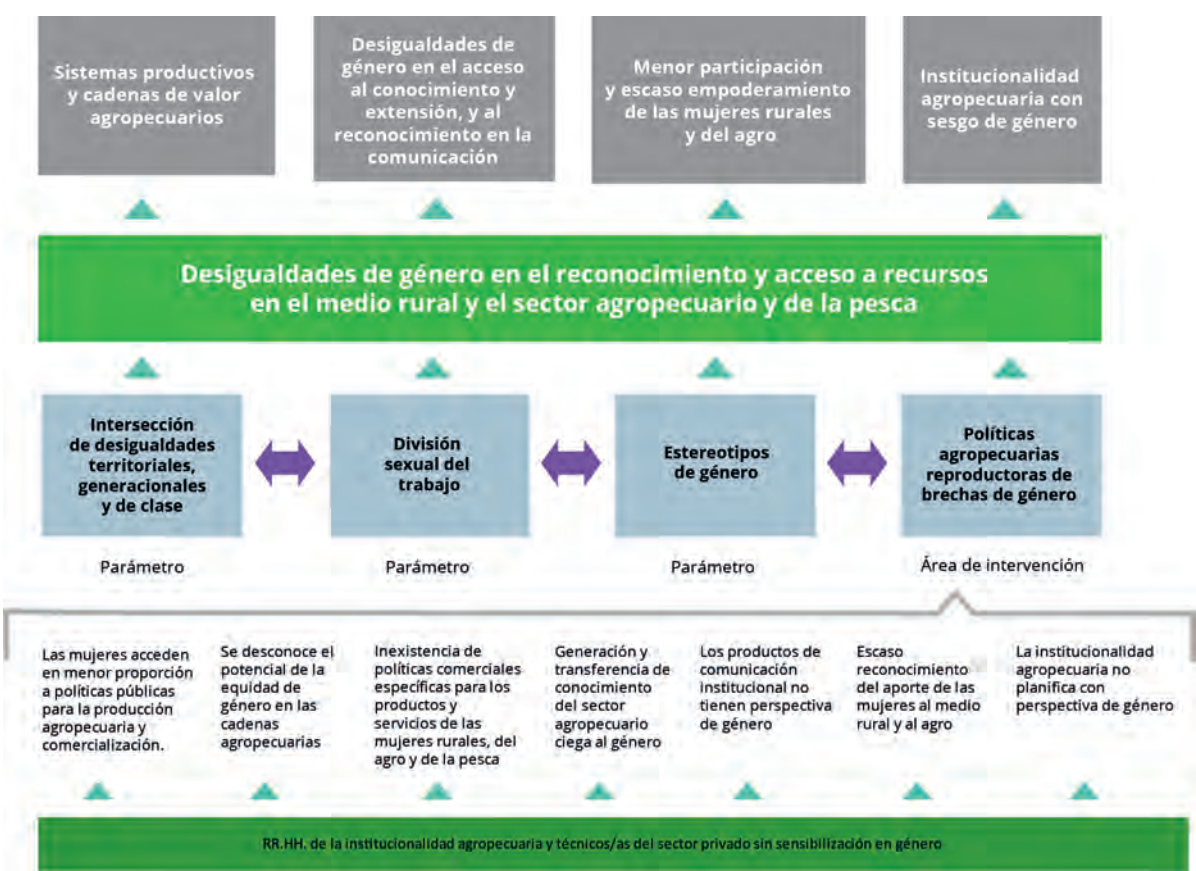 Sistemas productivos
y cadenas de valor
agropecuarios
Desigualdades de
género en el acceso
al conocimiento y
extensión, y al
reconocimiento en la
comunicación
Menor participación
y escaso empoderamiento
de las mujeres rurales
y del agro
Institucionalidad
agropecuaria con
sesgo de género
Desigualdades de género en el reconocimiento y acceso a recursos
en el medio rural y el sector agropecuario y de la pesca
Intersección
de desigualdades
territoriales,
generacionales
y de clase
División
sexual del
trabajo
Estereotipos
de género
Políticas
agropecuarias
reproductoras de
brechas de género
Parámetro
Parámetro
Parámetro
Área de intervención
Las mujeres acceden
en menor proporción
a políticas públicas
para la producción
agropecuaria y
comercialización.
Se desconoce el
potencial de la
equidad de
género en las
cadenas
agropecuarias
Inexistencia de
políticas comerciales
específicas para los
productos y
servicios de las
mujeres rurales, del
agro y de la pesca
Generación y
transferencia de
conocimiento
del sector
agropecuario
ciega al género
Los productos de
comunicación
institucional no
tienen perspectiva
de género
Escaso
reconocimiento
del aporte de las
mujeres al medio
rural y al agro
La institucionalidad
agropecuaria no
planifica con
perspectiva de género
RR.HH. de la institucionalidad agropecuaria y técnicos/as del sector privado sin sensibilización en género